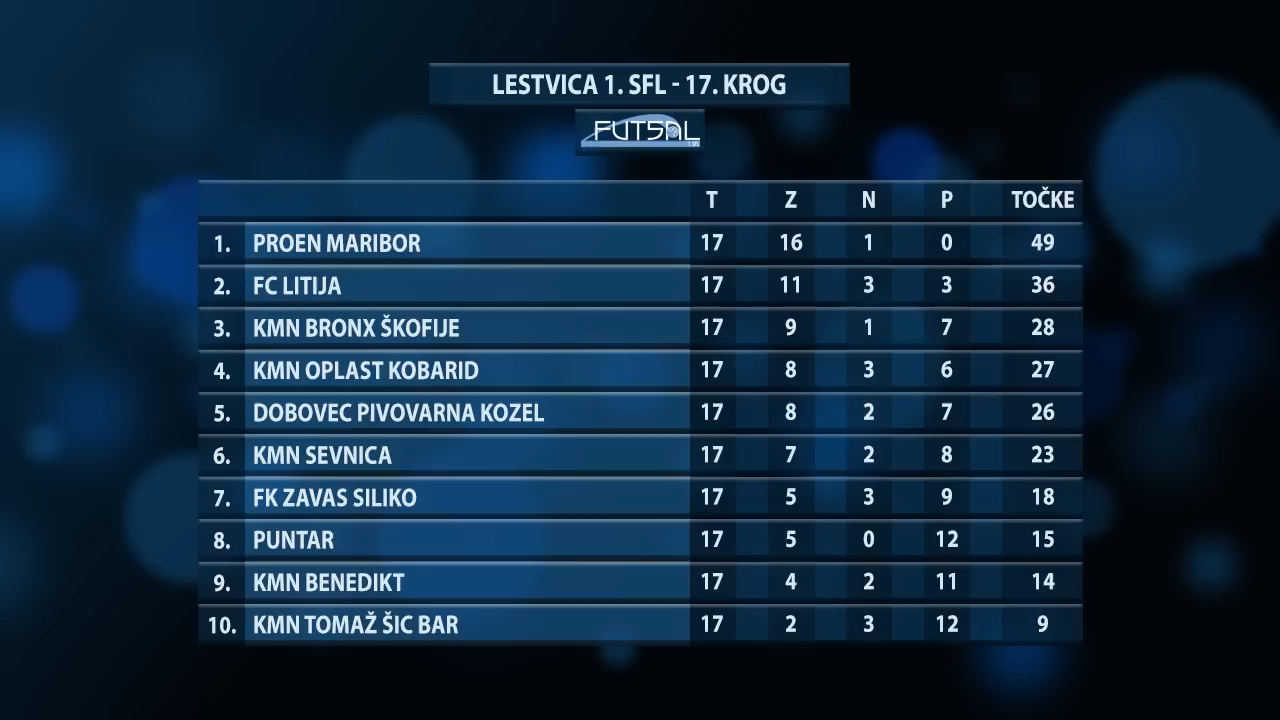 LESTVICA 1. SFL - 17. KROG
FUTSAL
T Z N P TOČKE
1. PROEN MARIBOR 17 16 1 0 49
2. FC LITIJA 17 11 3 3 36
3. KMN BRONX ŠKOFIJE 17 9 1 7 28
4. KMN OPLAST KOBARID 17 8 3 6 27
5. DOBOVEC PIVOVARNA KOZEL 17 8 2 7 26
6. KMN SEVNICA 17 7 2 8 23
7. FK ZAVAS SILIKO 17 5 3 9 18
8. PUNTAR 17 5 0 12 15
9. KMN BENEDIKT 17 4 2 11 14
10. KMN TOMAŽ ŠIC BAR 17 2 3 12 9